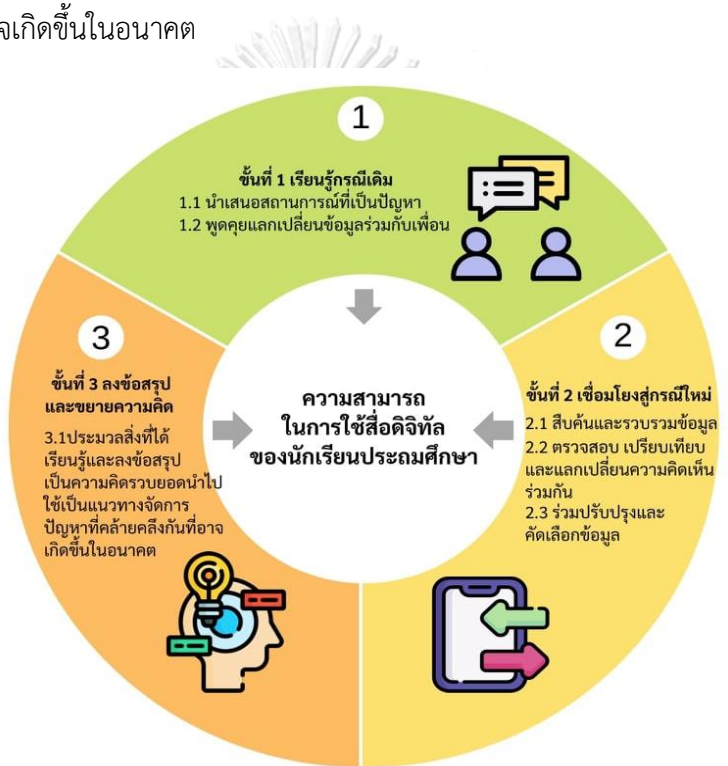 จเกิดขึ้นในอนาคต
1
ขั้นที่ 1 เรียนรู้กรณีเดิม
1.1 นำเสนอสถานการณ์ที่เป็นปัญหา
1.2 พูดคุยแลกเปลี่ยนข้อมูลร่วมกับเพื่อน
2
ขั้นที่ 2 เชื่อมโยงสู่กรณีใหม่
2.1 สืบค้นและรวบรวมข้อมูล
2.2 ตรวจสอบ เปรียบเทียบ
และแลกเปลี่ยนความคิดเห็น
ร่วมกัน
2.3 ร่วมปรับปรุงและ
คัดเลือกข้อมูล
3
ขั้นที่ 3 ลงข้อสรุป
และขยายความคิด
3.1ประมวลสิ่งที่ได้
เรียนรู้และลงข้อสรุป
เป็นความคิดรวบยอดนำไป
ใช้เป็นแนวทางจัดการ
ปัญหาที่คล้ายคลึงกันที่อาจ
เกิดขึ้นในอนาคต
ความสามารถ
ในการใช้สื่อดิจิทัล
ของนักเรียนประถมศึกษา